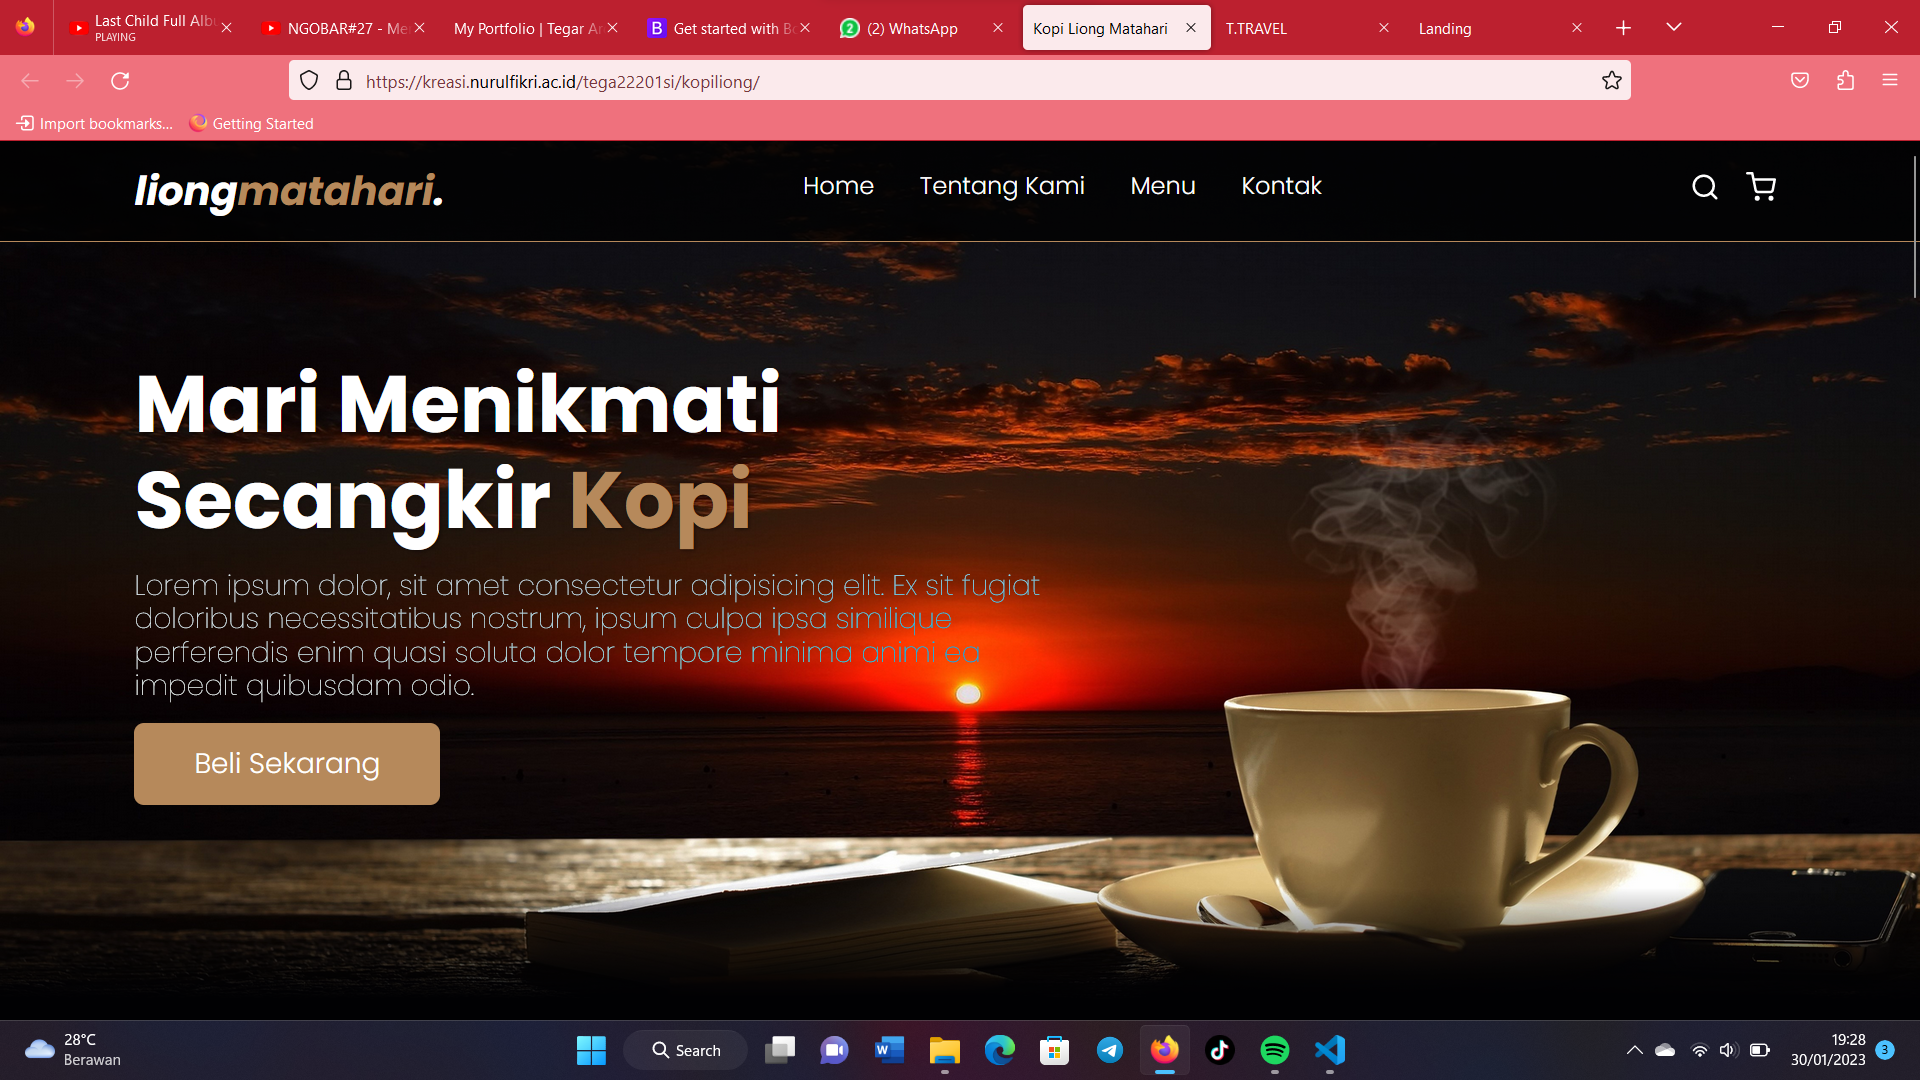 Last Child Full Albu
PLAYING
NGOBAR#27 - Me
My Portfolio | Tegar Ar
Get started with Bo
(2) WhatsApp
Kopi Liong Matahari
T.TRAVEL
Landing
https://kreasi.nurulfikri.ac.id/tega22201si/kopiliong/
Import bookmarks...
Getting Started
liongmatahari.
Home
Tentang Kami
Menu
Kontak
Mari Menikmati
Secangkir Kopi
Lorem ipsum dolor, sit amet consectetur adipisicing elit. Ex sit fugiat
doloribus necessitatibus nostrum, ipsum culpa ipsa similique
perferendis enim quasi soluta dolor tempore minima animi ea
impedit quibusdam odio.
Beli Sekarang
28°C
Berawan
Search
19:28
30/01/2023
3